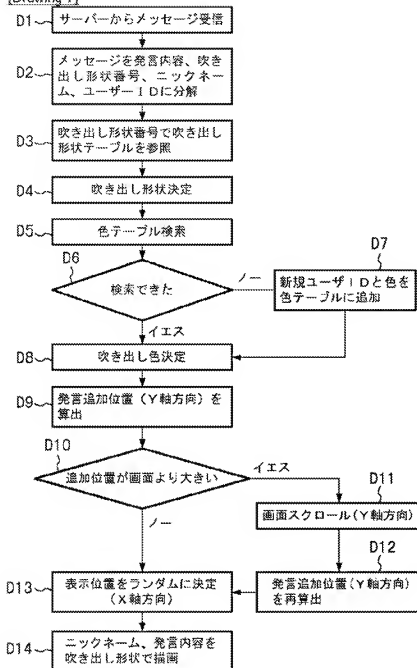 [Drawing 7]
D1 サーバーからメッセージ受信
D2 メッセージを発言内容、吹き
出し形状番号、ニックネー
ム、ユーザーIDに分解
D3 吹き出し形状番号で吹き出し
形状テーブルを参照
D4 吹き出し形状決定
D5 色テーブル検索
D6 検索できた
ノー
D7 新規ユーザIDと色を
色テーブルに追加
イエス
D8 吹き出し色決定
D9 発言追加位置(Y軸方向)を
算出
D10 追加位置が画面より大きい
イエス
D11 画面スクロール(Y軸方向)
ノー
D12 発言追加位置(Y軸方向)
を再算出
D13 表示位置をランダムに決定
(X軸方向)
D14 ニックネーム、発言内容を
吹き出し形状で描画